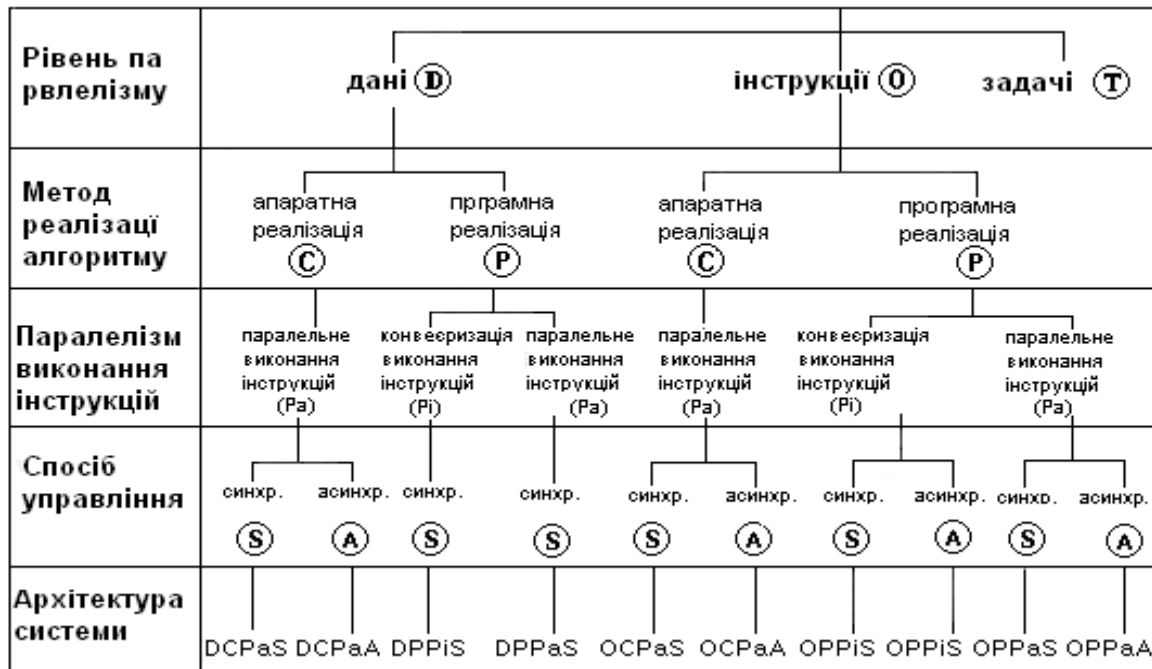 Рівень па
рвлелізму
дані D
інструкції O
задачі T
Метод
реалізації
алгоритму
апаратна
реалізація
C
пргграмна
реалізація
P
апаратна
реалізація
C
програмна
реалізація
P
Паралелізм
виконання
інструкцій
паралельне
виконання
інструкцій
(Pa)
конвеєризація
виконання
інструкцій
(Pi)
паралельне
виконання
інструкцій
(Pa)
паралельне
виконання
інструкцій
(Pa)
конвеєризація
виконання
інструкцій
(Pi)
паралельне
виконання
інструкцій
(Pa)
Спосіб
управління
синхр. асинхр. синхр. синхр. синхр. асинхр. синхр. асинхр. синхр. асинхр.
S A S S S A S A S A
Архітектура
системи
DCPaS DCPaA DPPiS DPPaS OCPaS OCPaA OPPiS OPPiS OPPaS OPPaA